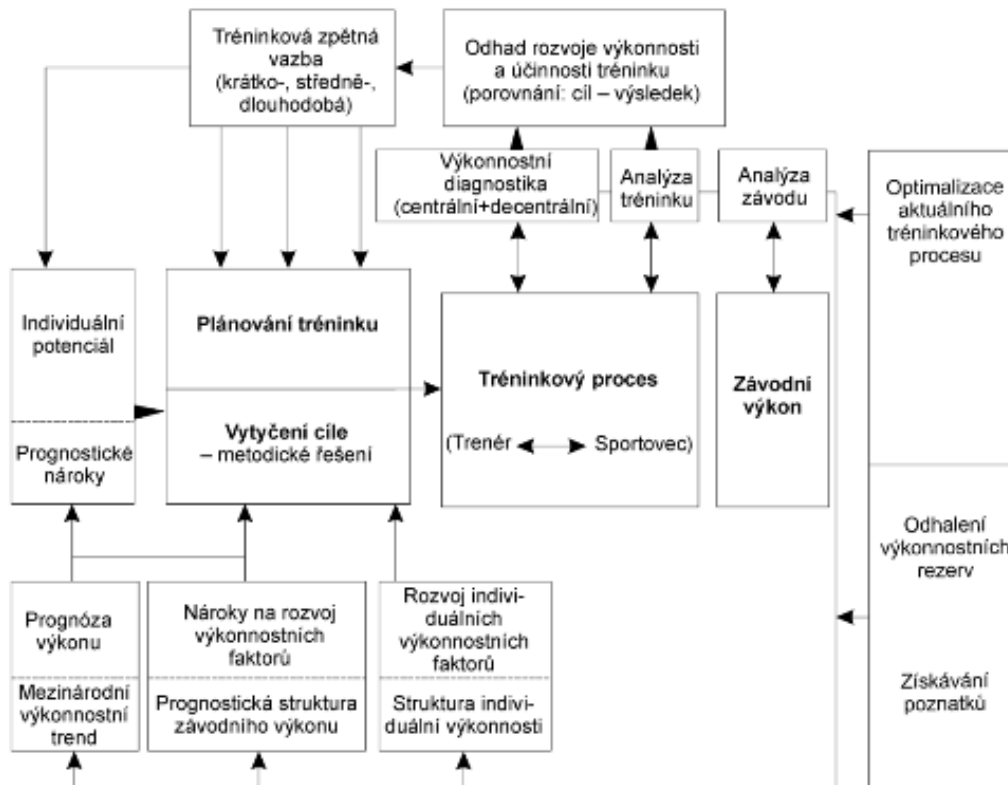 Tréninková zpětná
vazba
(krátko-, středně-,
dlouhodobá)
Odhad rozvoje výkonnosti
a účinnosti tréninku
(porovnání: cíl – výsledek)
Výkonnostní
diagnostika
(centrální+decentrální)
Analýza
tréninku
Analýza
závodu
Optimalizace
aktuálního
tréninkového
procesu
Individuální
potenciál
Prognostické
nároky
Plánování tréninku
Vytyčení cíle
– metodické řešení
Tréninkový proces
(Trenér Sportovec)
Závodní
výkon
Odhalení
výkonnostních
rezerv
Získávání
poznatků
Prognóza
výkonu
Mezinárodní
výkonnostní
trend
Nároky na rozvoj
výkonnostních
faktorů
Prognostická struktura
závodního výkonu
Rozvoj indivi-
duálních
výkonnostních
faktorů
Struktura indivi-
duální výkonnosti